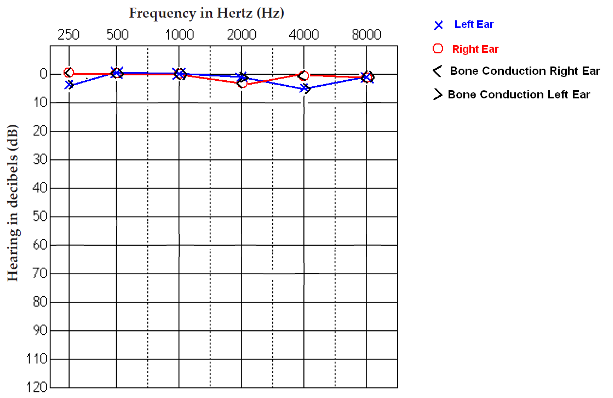 Frequency in Hertz (Hz)
250 500 1000 2000 4000 8000
Hearing in decibels (dB)
0
10
20
30
40
50
60
70
80
90
100
110
120
Left Ear
Right Ear
Bone Conduction Right Ear
Bone Conduction Left Ear